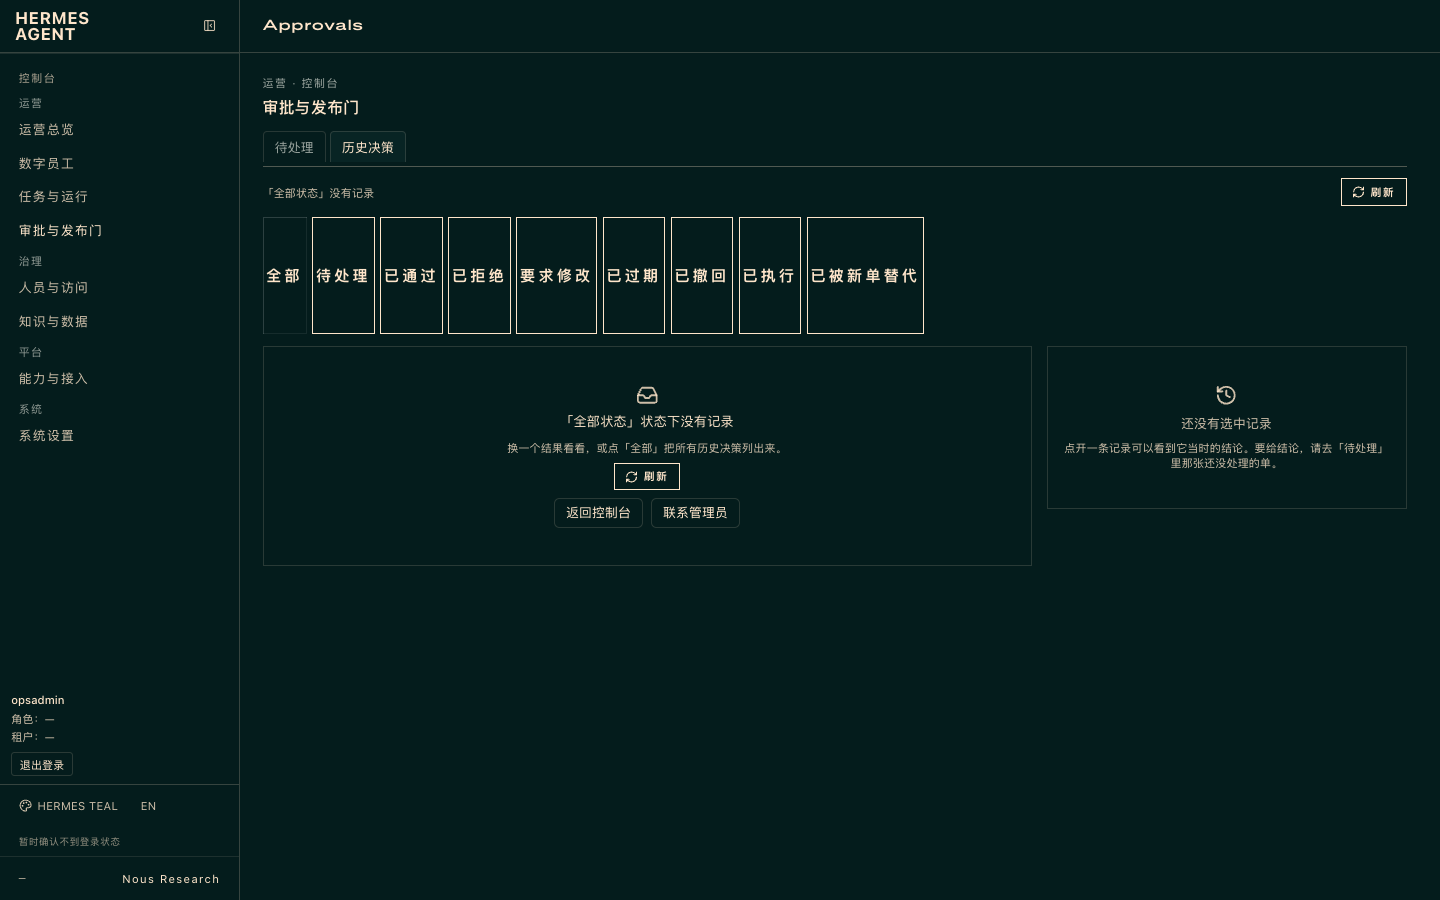 HERMES
AGENT
Approvals
控制台
运营
运营总览
数字员工
任务与运行
审批与发布门
治理
人员与访问
知识与数据
平台
能力与接入
系统
系统设置
opsadmin
角色：—
租户：—
退出登录
HERMES TEAL EN
暂时确认不到登录状态
— Nous Research
运营 · 控制台
审批与发布门
待处理 历史决策
「全部状态」没有记录
刷新
全部 待处理 已通过 已拒绝 要求修改 已过期 已撤回 已执行 已被新单替代
「全部状态」状态下没有记录
换一个结果看看，或点「全部」把所有历史决策列出来。
刷新
返回控制台 联系管理员
还没有选中记录
点开一条记录可以看到它当时的结论。要给结论，请去「待处理」
里那张还没处理的单。